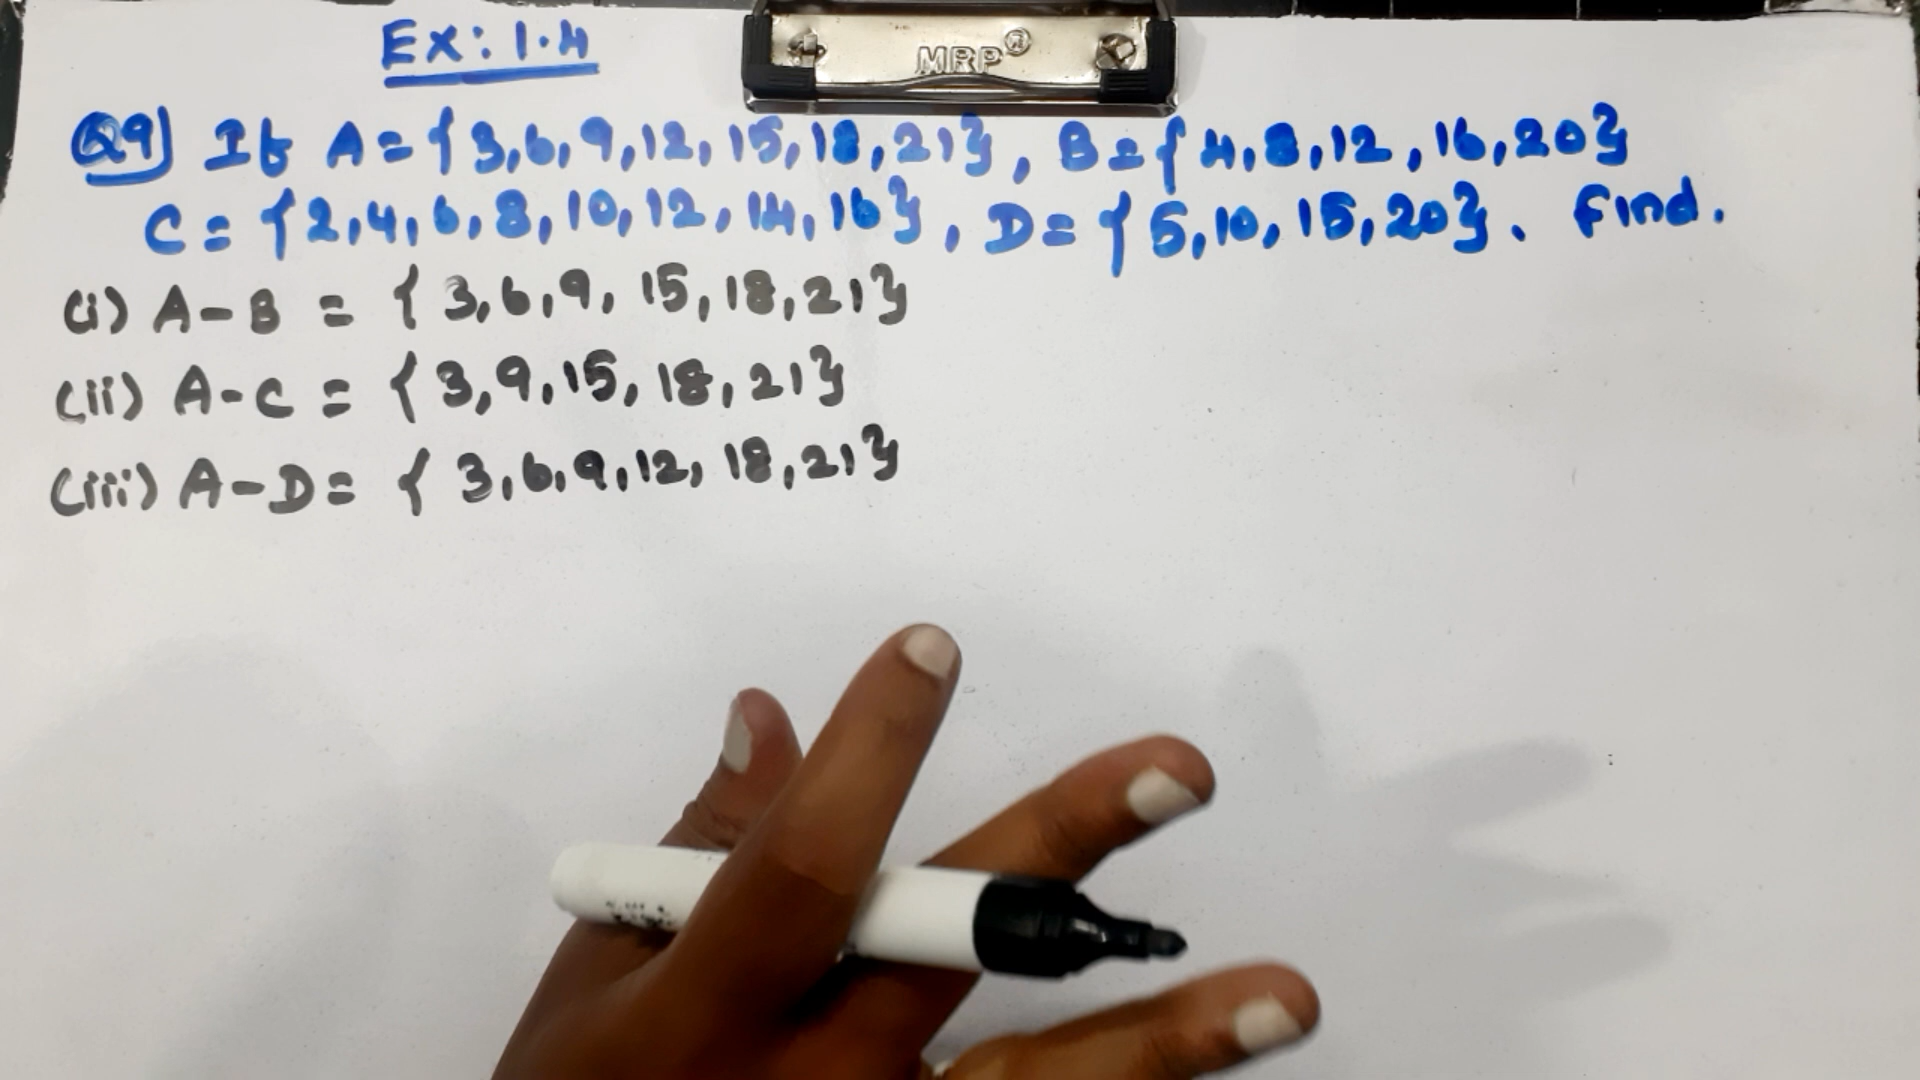 Ex: 1.4
MRP®
Q9) If A = {3,6,9,12,15,18,21}, B = {4,8,12,16,20}
C = {2,4,6,8,10,12,14,16}, D = {5,10,15,20}. Find.
(i) A-B = {3,6,9, 15,18,21}
(ii) A-C = {3,9,15,18,21}
(iii) A-D = {3,6,9,12, 18,21}